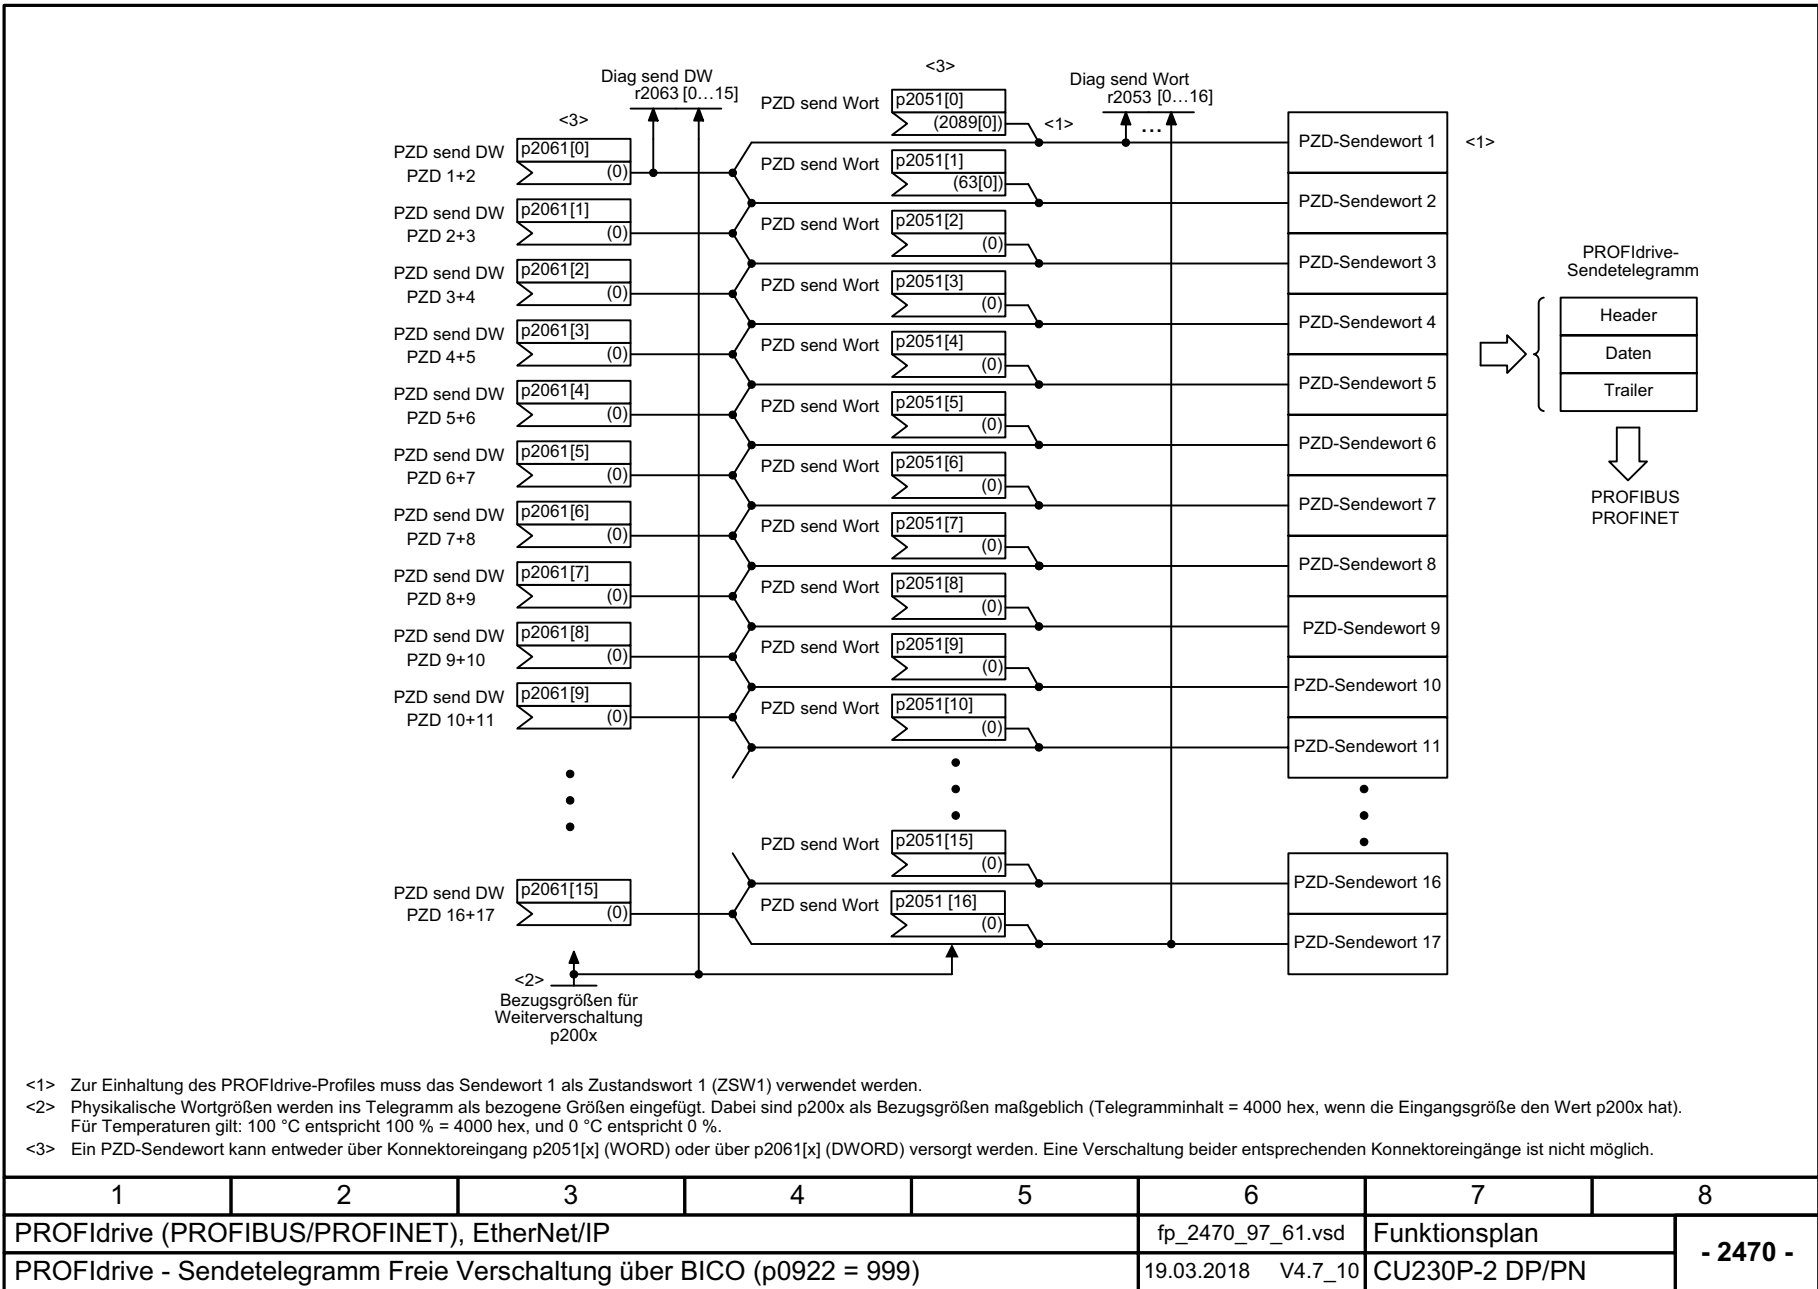 <3>
Diag send DW
r2063 [0…15]
<3>
PZD send DW
PZD 1+2
p2061[0]
(0)
PZD send DW
PZD 2+3
p2061[1]
(0)
PZD send DW
PZD 3+4
p2061[2]
(0)
PZD send DW
PZD 4+5
p2061[3]
(0)
PZD send DW
PZD 5+6
p2061[4]
(0)
PZD send DW
PZD 6+7
p2061[5]
(0)
PZD send DW
PZD 7+8
p2061[6]
(0)
PZD send DW
PZD 8+9
p2061[7]
(0)
PZD send DW
PZD 9+10
p2061[8]
(0)
PZD send DW
PZD 10+11
p2061[9]
(0)
PZD send DW
PZD 16+17
p2061[15]
(0)
<2>
Bezugsgrößen für
Weiterverschaltung
p200x
PZD send Wort
p2051[0]
(2089[0])
<1>
PZD send Wort
p2051[1]
(63[0])
PZD send Wort
p2051[2]
(0)
PZD send Wort
p2051[3]
(0)
PZD send Wort
p2051[4]
(0)
PZD send Wort
p2051[5]
(0)
PZD send Wort
p2051[6]
(0)
PZD send Wort
p2051[7]
(0)
PZD send Wort
p2051[8]
(0)
PZD send Wort
p2051[9]
(0)
PZD send Wort
p2051[10]
(0)
PZD send Wort
p2051[15]
(0)
PZD send Wort
p2051 [16]
(0)
Diag send Wort
r2053 [0…16]
...
PZD-Sendewort 1
<1>
PZD-Sendewort 2
PZD-Sendewort 3
PZD-Sendewort 4
PZD-Sendewort 5
PZD-Sendewort 6
PZD-Sendewort 7
PZD-Sendewort 8
PZD-Sendewort 9
PZD-Sendewort 10
PZD-Sendewort 11
PZD-Sendewort 16
PZD-Sendewort 17
PROFIdrive-
Sendetelegramm
Header
Daten
Trailer
PROFIBUS
PROFINET
<1> Zur Einhaltung des PROFIdrive-Profiles muss das Sendewort 1 als Zustandswort 1 (ZSW1) verwendet werden.
<2> Physikalische Wortgrößen werden ins Telegramm als bezogene Größen eingefügt. Dabei sind p200x als Bezugsgrößen maßgeblich (Telegramminhalt = 4000 hex, wenn die Eingangsgröße den Wert p200x hat).
Für Temperaturen gilt: 100 °C entspricht 100 % = 4000 hex, und 0 °C entspricht 0 %.
<3> Ein PZD-Sendewort kann entweder über Konnektoreingang p2051[x] (WORD) oder über p2061[x] (DWORD) versorgt werden. Eine Verschaltung beider entsprechenden Konnektoreingänge ist nicht möglich.
1 2 3 4 5 6 7 8
PROFIdrive (PROFIBUS/PROFINET), EtherNet/IP fp_2470_97_61.vsd Funktionsplan
- 2470 -
PROFIdrive - Sendetelegramm Freie Verschaltung über BICO (p0922 = 999) 19.03.2018 V4.7_10 CU230P-2 DP/PN